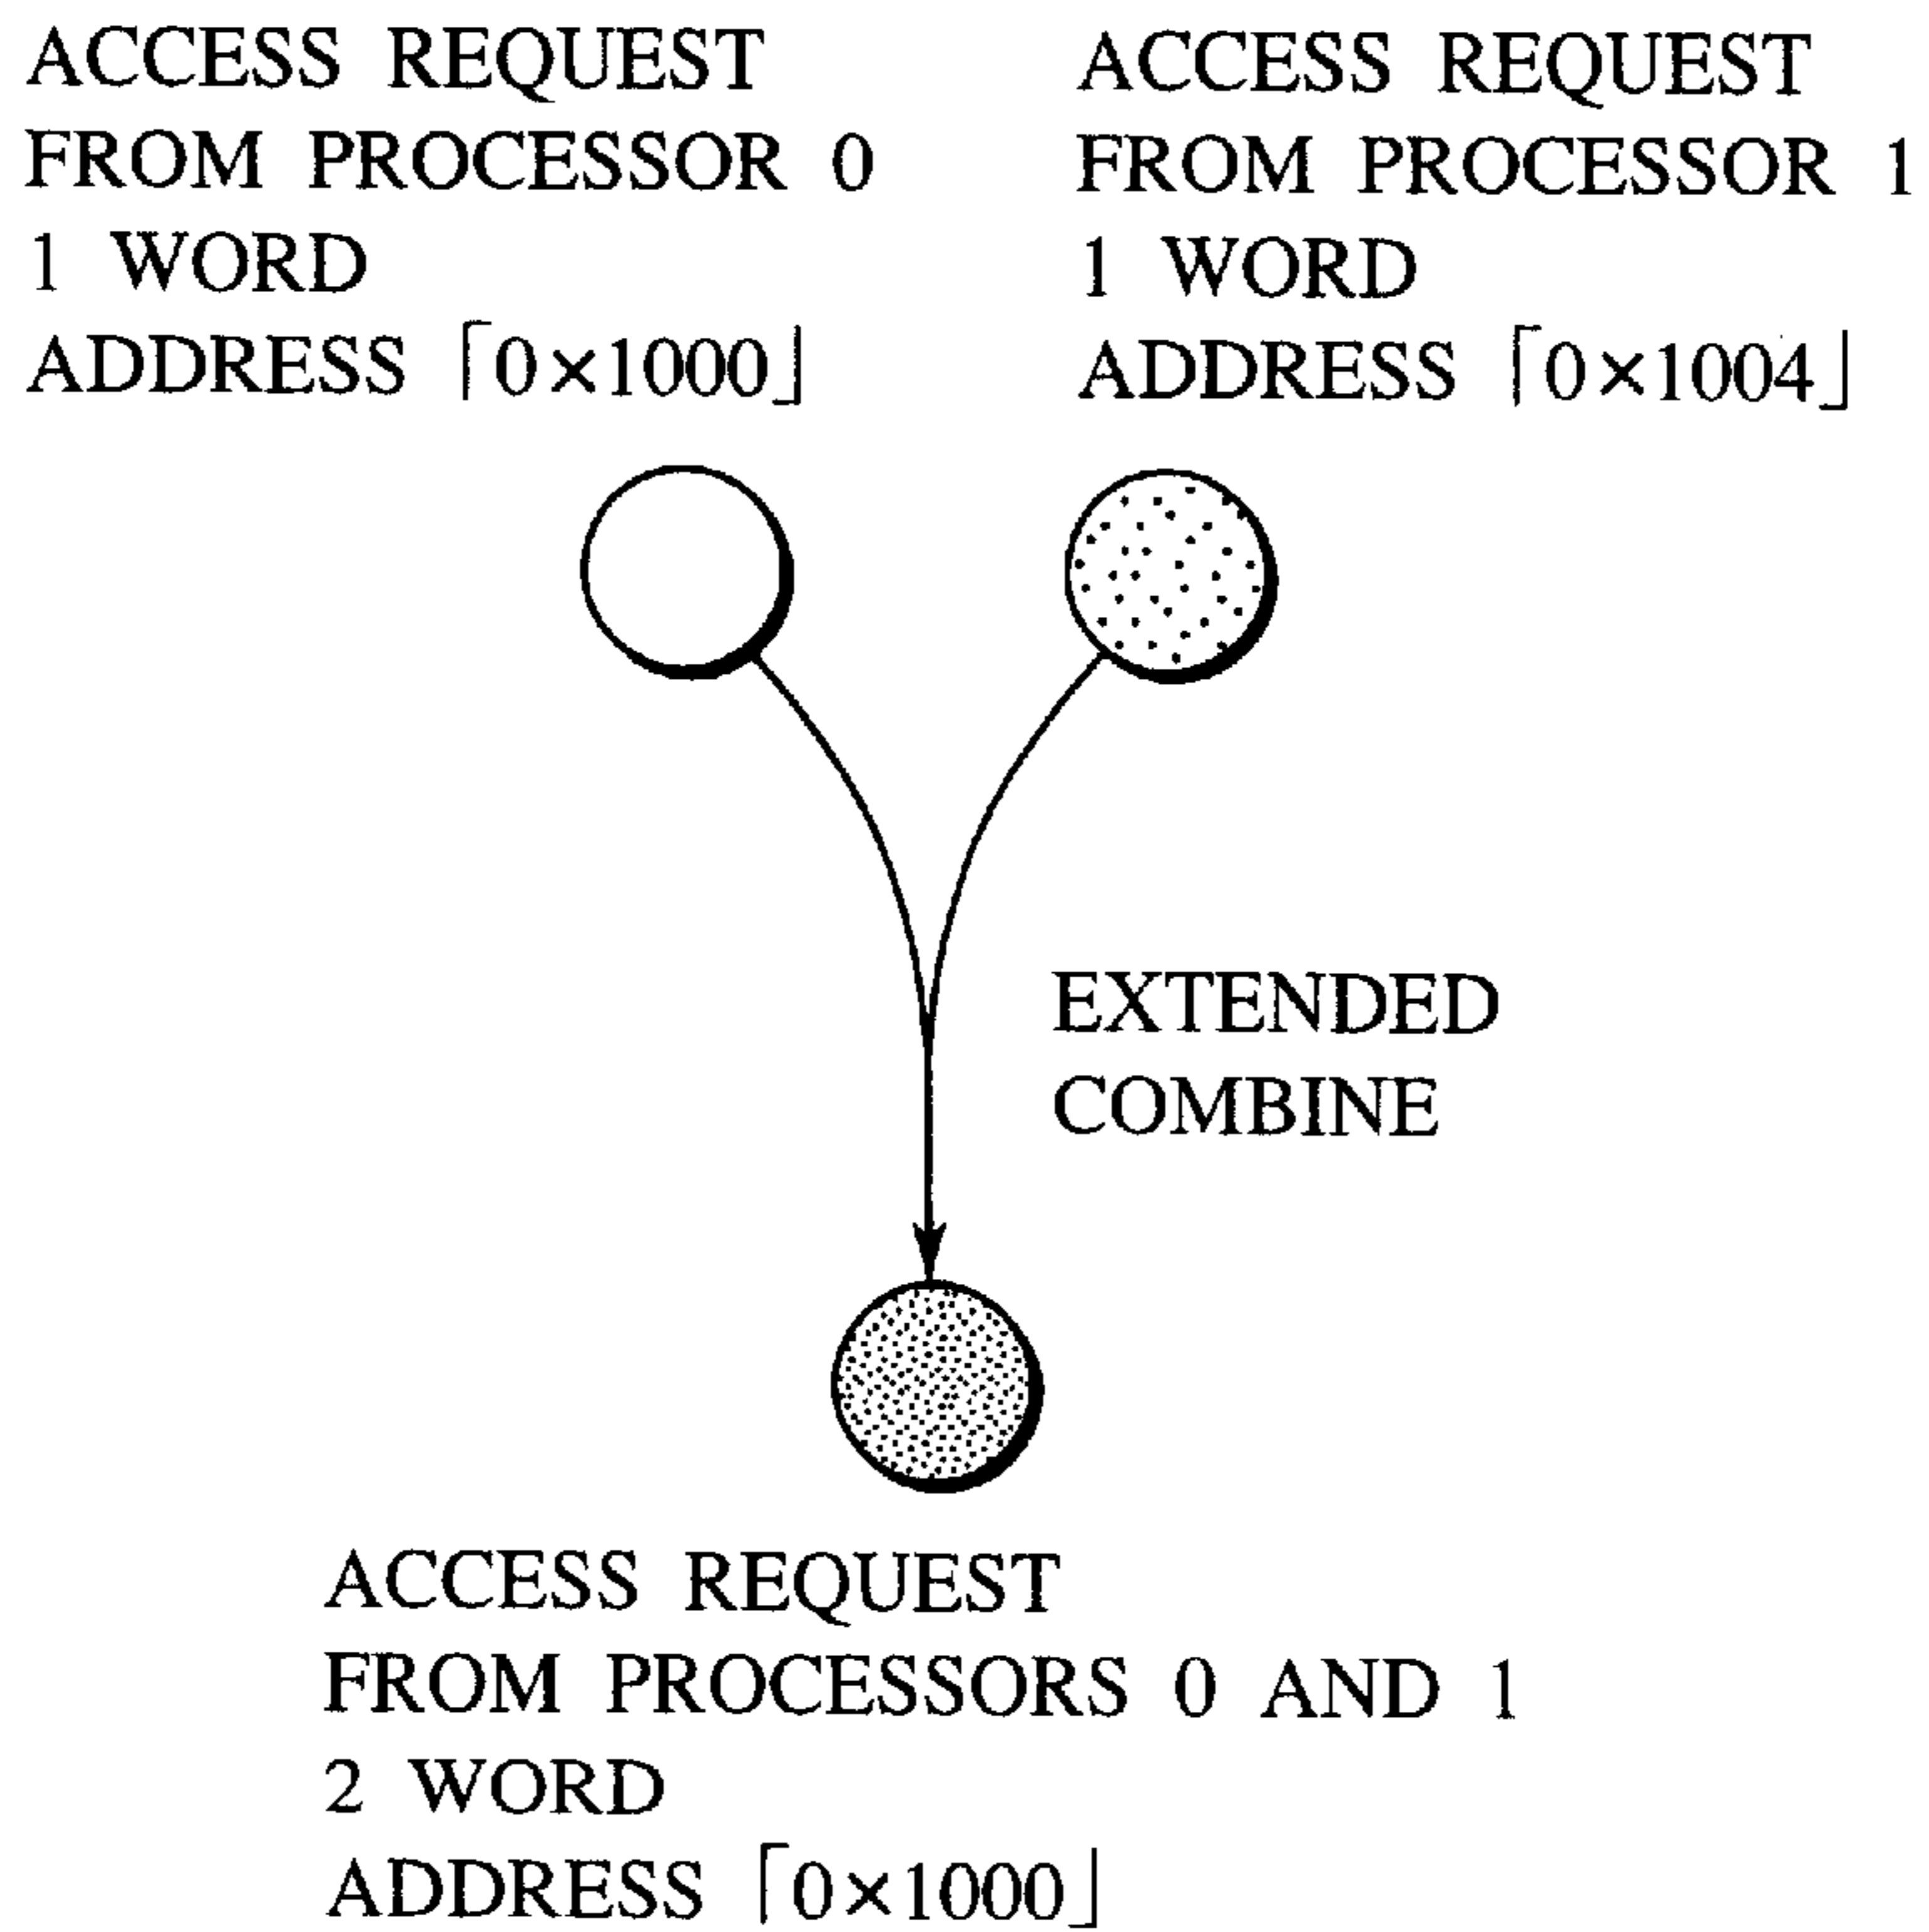 ACCESS REQUEST
FROM PROCESSOR 0
1 WORD
ADDRESS 「0×1000」
ACCESS REQUEST
FROM PROCESSOR 1
1 WORD
ADDRESS 「0×1004」
EXTENDED
COMBINE
ACCESS REQUEST
FROM PROCESSORS 0 AND 1
2 WORD
ADDRESS 「0×1000」